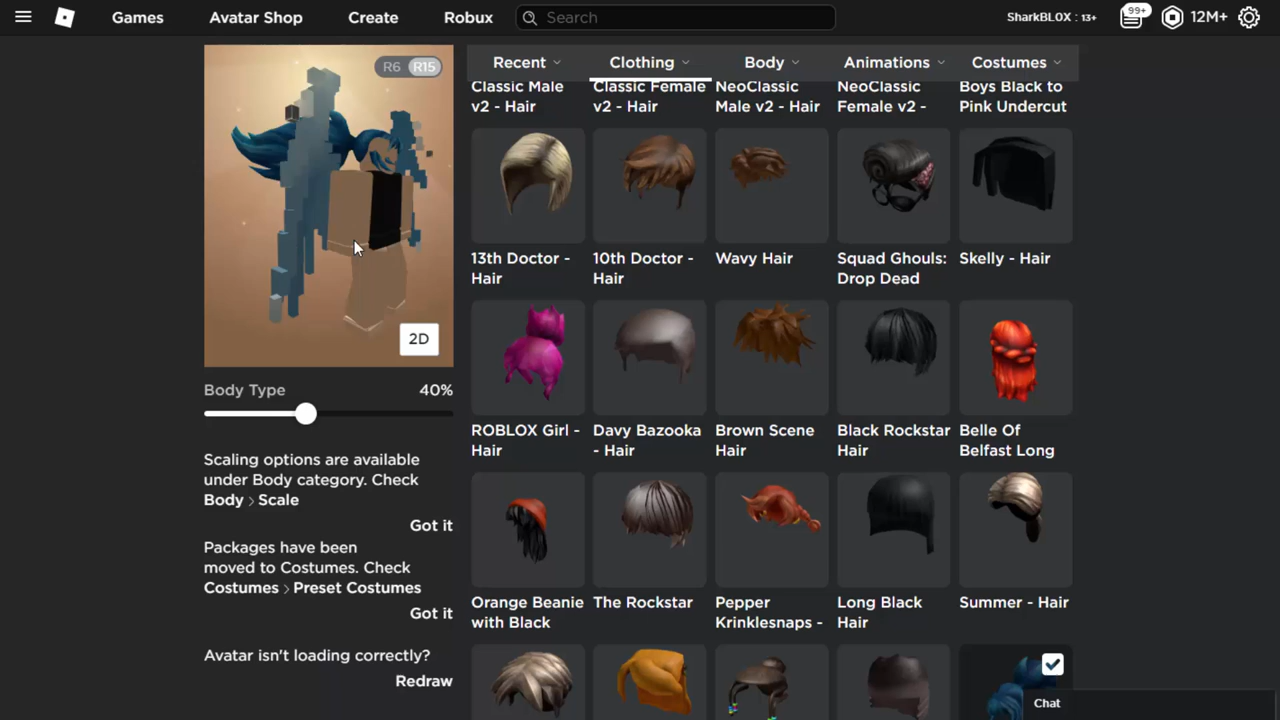 Games Avatar Shop Create Robux Search SharkBLOX : 13+ 99+ 12M+
R6 R15
Recent Clothing Body Animations Costumes
Classic Male Classic Female NeoClassic NeoClassic Boys Black to
v2 - Hair v2 - Hair Male v2 - Hair Female v2 - Pink Undercut
13th Doctor - 10th Doctor - Wavy Hair Squad Ghouls: Skelly - Hair
Hair Hair Drop Dead
2D
Body Type 40%
ROBLOX Girl - Davy Bazooka Brown Scene Black Rockstar Belle Of
Hair - Hair Hair Hair Belfast Long
Scaling options are available
under Body category. Check
Body > Scale
Got it
Packages have been
moved to Costumes. Check
Costumes > Preset Costumes
Got it
Orange Beanie The Rockstar Pepper Long Black Summer - Hair
with Black Krinklesnaps - Hair
Avatar isn't loading correctly?
Redraw
Chat